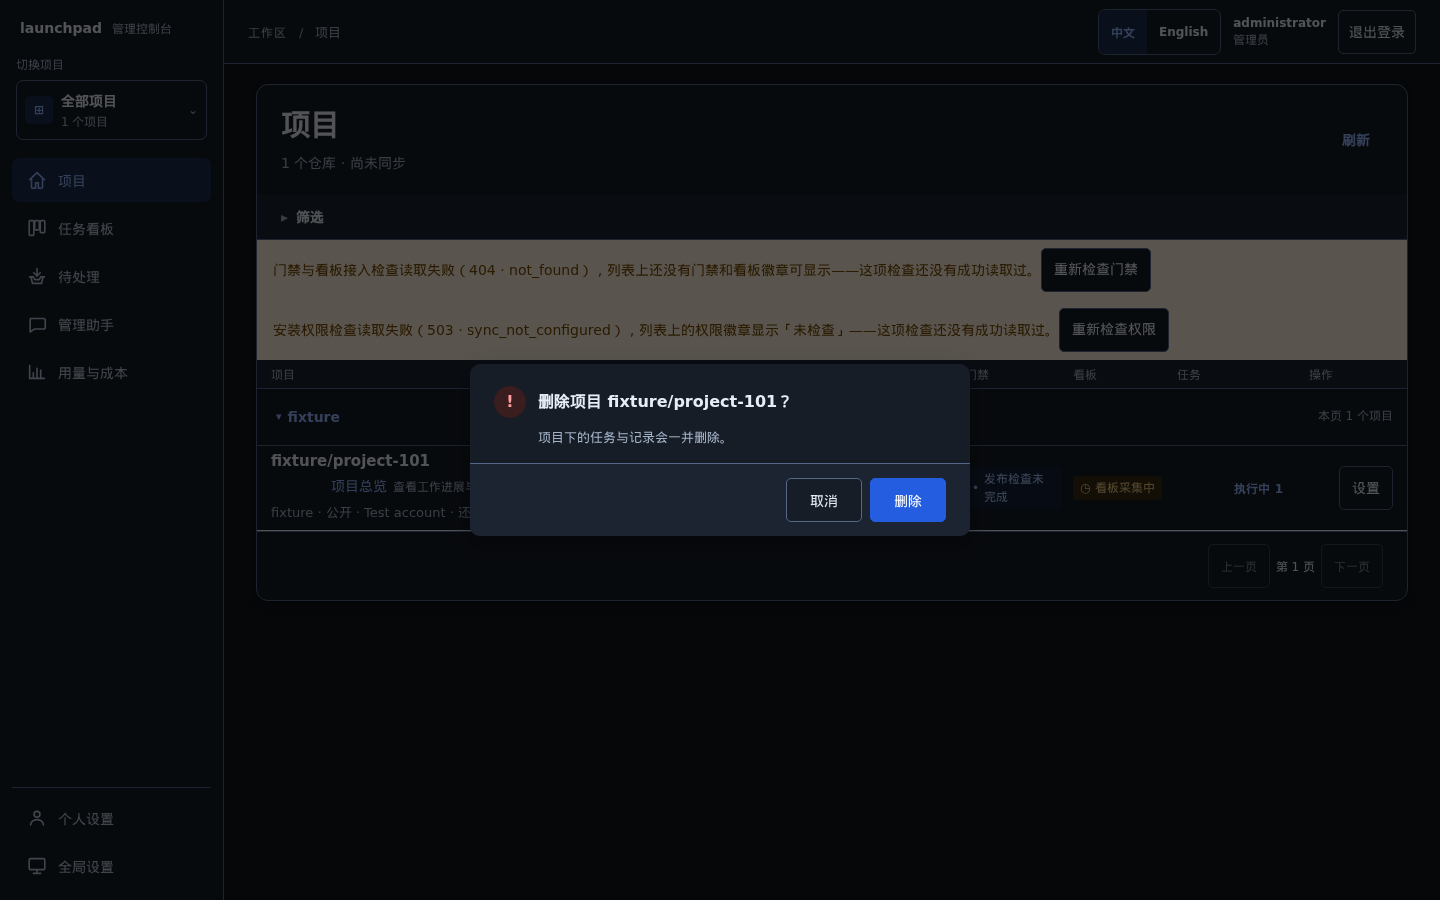 launchpad 管理控制台
切换项目
全部项目
1 个项目
项目
任务看板
待处理
管理助手
用量与成本
个人设置
全局设置
工作区 / 项目
中文 English
administrator
管理员
退出登录
项目
1 个仓库 · 尚未同步
刷新
▸ 筛选
门禁与看板接入检查读取失败（404 · not_found），列表上还没有门禁和看板徽章可显示——这项检查还没有成功读取过。 重新检查门禁
安装权限检查读取失败（503 · sync_not_configured），列表上的权限徽章显示「未检查」——这项检查还没有成功读取过。 重新检查权限
项目 门禁 看板 任务 操作
▾ fixture 本页 1 个项目
fixture/project-101
项目总览 查看工作进展
fixture · 公开 · Test account · 还
发布检查未
完成
看板采集中
执行中 1
设置
! 删除项目 fixture/project-101？
项目下的任务与记录会一并删除。
取消 删除
上一页 第 1 页 下一页